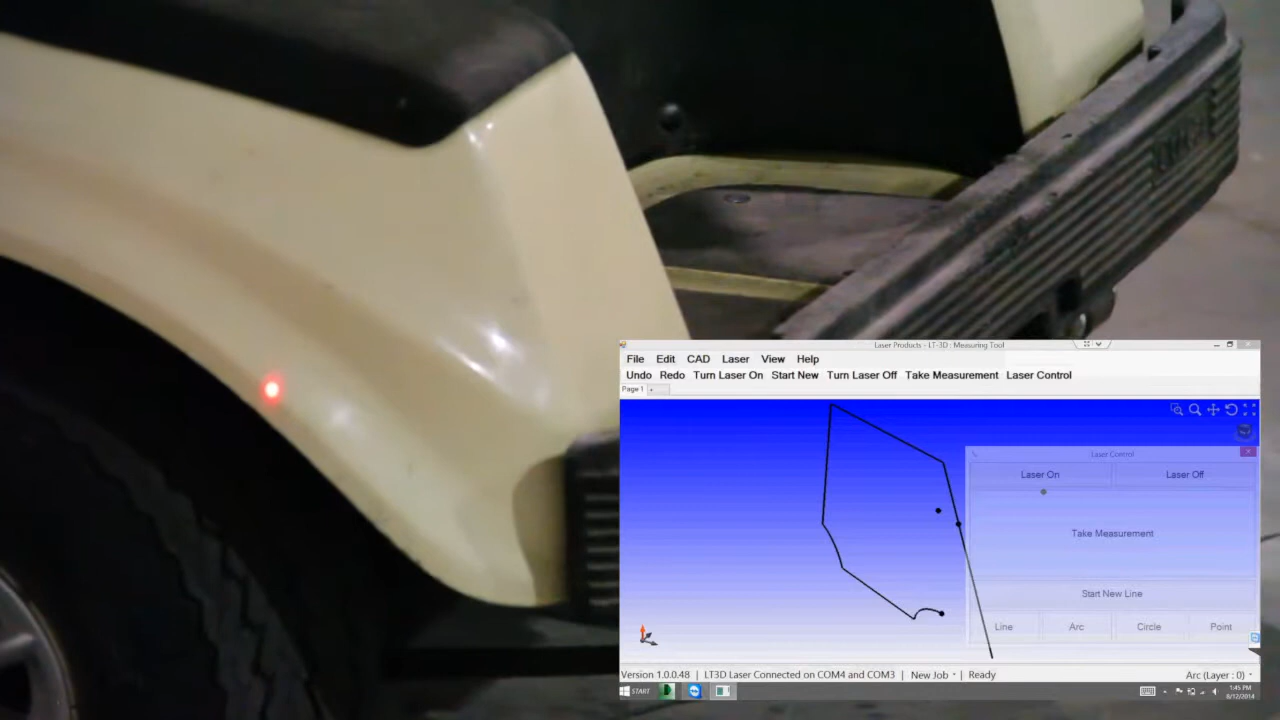 Laser Products - LT-3D : Measuring Tool
File Edit CAD Laser View Help
Undo Redo Turn Laser On Start New Turn Laser Off Take Measurement Laser Control
Page 1
Laser Control
Laser On Laser Off
Take Measurement
Start New Line
Line Arc Circle Point
Version 1.0.0.48 LT3D Laser Connected on COM4 and COM3 New Job Ready Arc (Layer : 0)
START 1:45 PM
8/12/2014